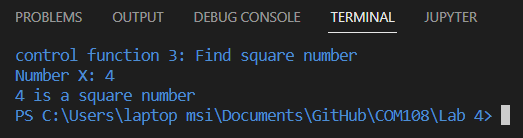 PROBLEMS OUTPUT DEBUG CONSOLE TERMINAL JUPYTER
control function 3: Find square number
Number X: 4
4 is a square number
PS C:\Users\laptop msi\Documents\GitHub\COM108\Lab 4>